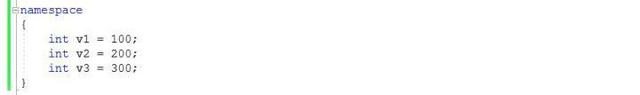 namespace
{
    int v1 = 100;
    int v2 = 200;
    int v3 = 300;
}